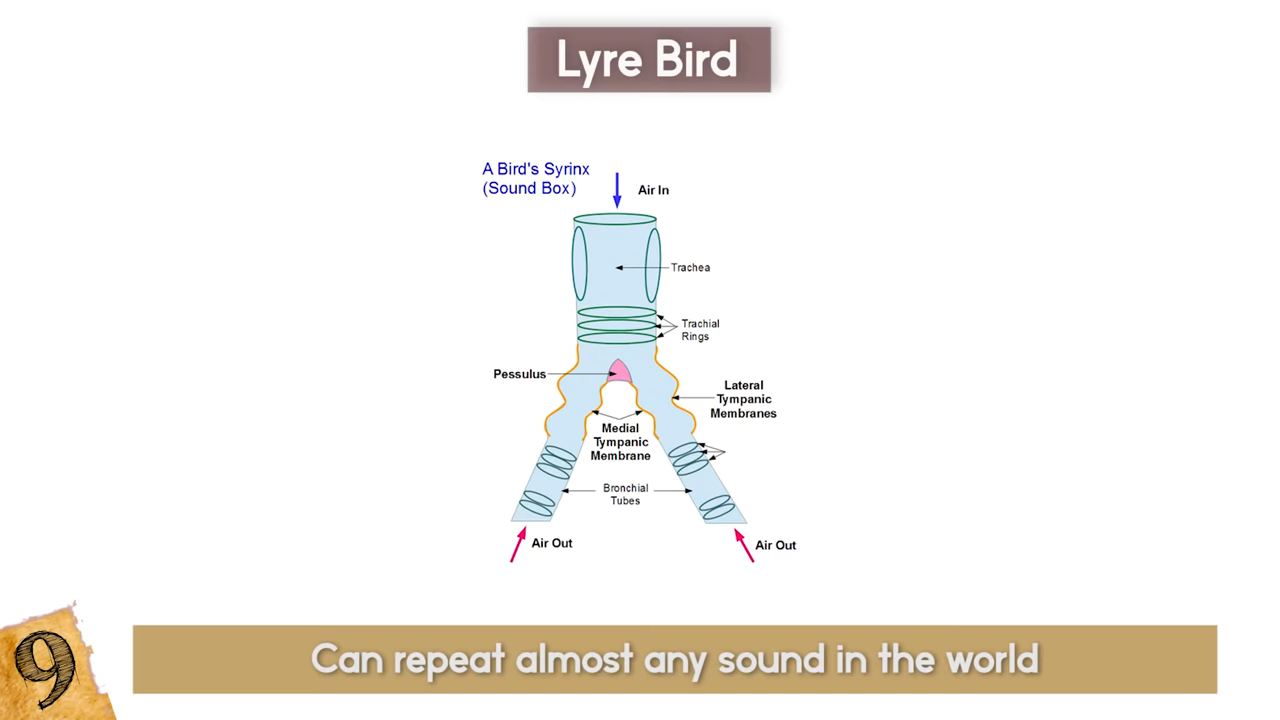 Lyre Bird
A Bird's Syrinx
(Sound Box)
Air In
Trachea
Trachial
Rings
Pessulus
Lateral
Tympanic
Membranes
Medial
Tympanic
Membrane
Bronchial
Tubes
Air Out
Air Out
9
Can repeat almost any sound in the world